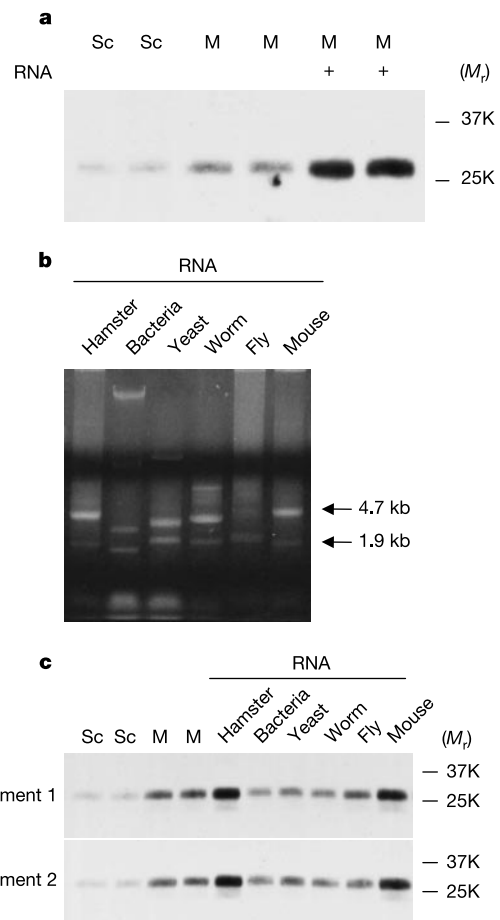 a
Sc Sc M M M M
RNA + + (Mr)
37K
25K
b
RNA
Hamster Bacteria Yeast Worm Fly Mouse
4.7 kb
1.9 kb
c
RNA
Sc Sc M M Hamster Bacteria Yeast Worm Fly Mouse (Mr)
37K
ment 1 25K
37K
ment 2 25K